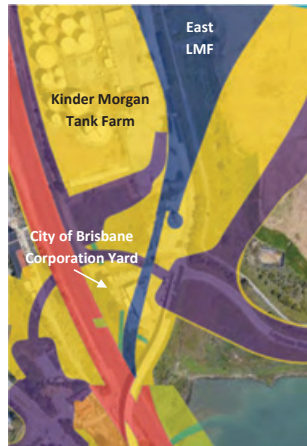 East
LMF
Kinder Morgan
Tank Farm
City of Brisbane
Corporation Yard